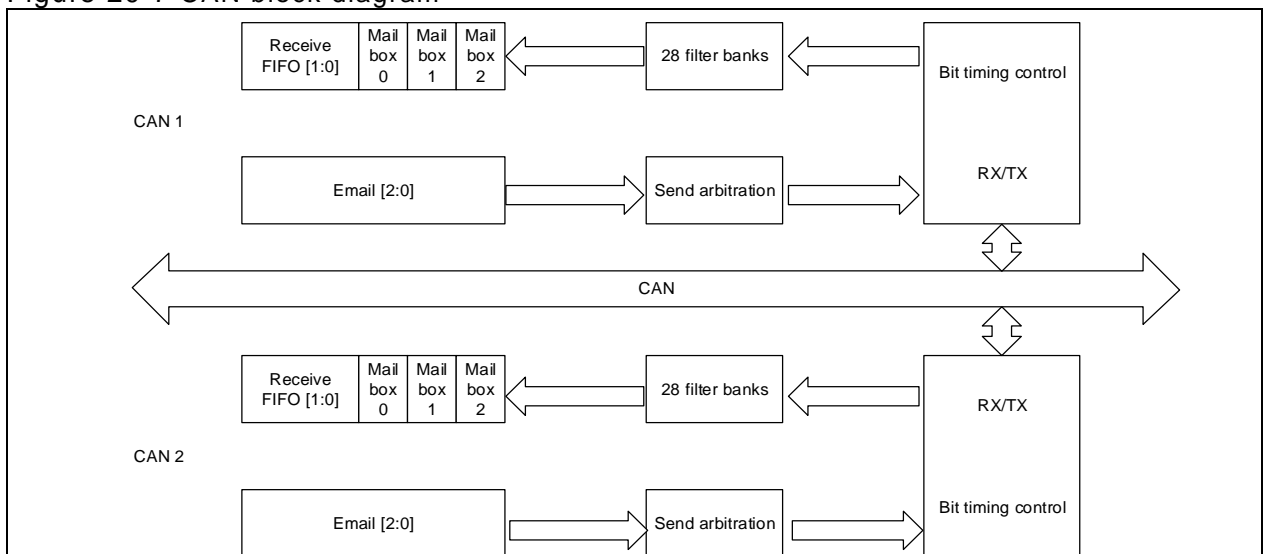 Figure CAN block diagram
Receive
FIFO [1:0]
Mail
box
0
Mail
box
1
Mail
box
2
28 filter banks
Bit timing control
CAN 1
Email [2:0]
Send arbitration
RX/TX
CAN
Receive
FIFO [1:0]
Mail
box
0
Mail
box
1
Mail
box
2
28 filter banks
RX/TX
CAN 2
Email [2:0]
Send arbitration
Bit timing control